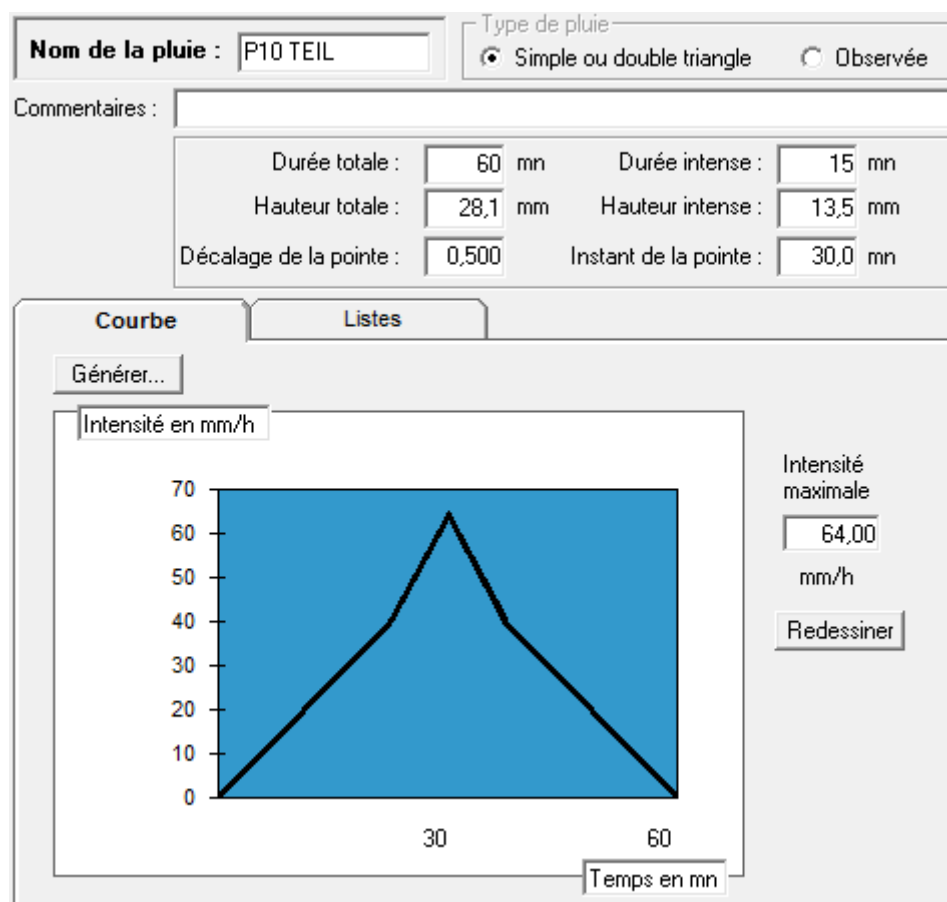 Nom de la pluie : P10 TEIL
Type de pluie
Simple ou double triangle Observée
Commentaires :
Durée totale : 60 mn Durée intense : 15 mn
Hauteur totale : 28,1 mm Hauteur intense : 13,5 mm
Décalage de la pointe : 0,500 Instant de la pointe : 30,0 mn
Courbe Listes
Générer...
Intensité en mm/h
70
60
50
40
30
20
10
0
30 60
Temps en mn
Intensité
maximale
64,00
mm/h
Redessiner